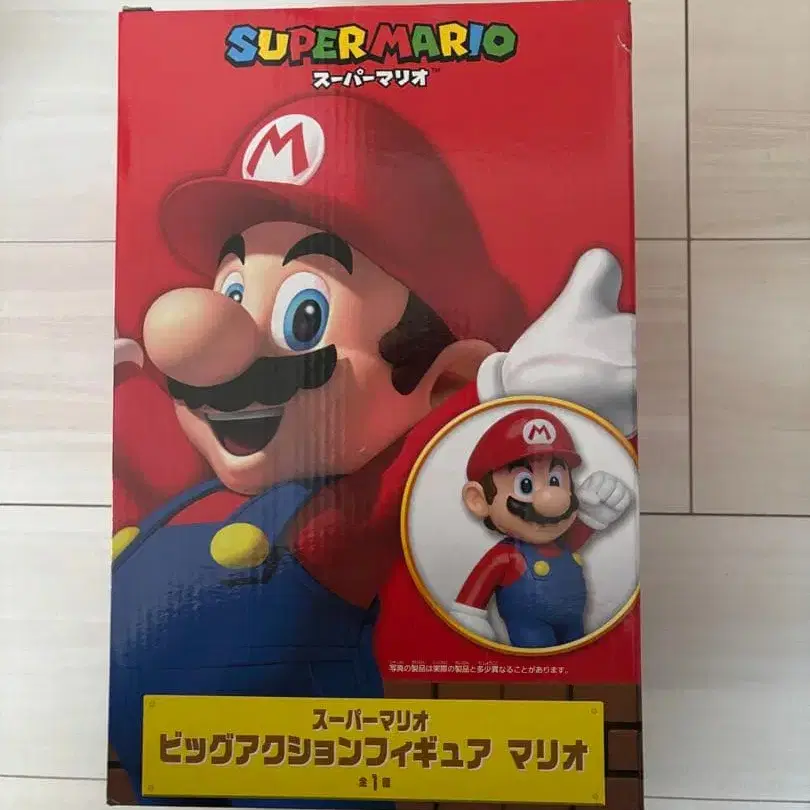 SUPER MARIO
スーパーマリオ™
M
M
写真の製品は実際の製品と多少異なることがあります。
スーパーマリオ
ビッグアクションフィギュア マリオ
全1種